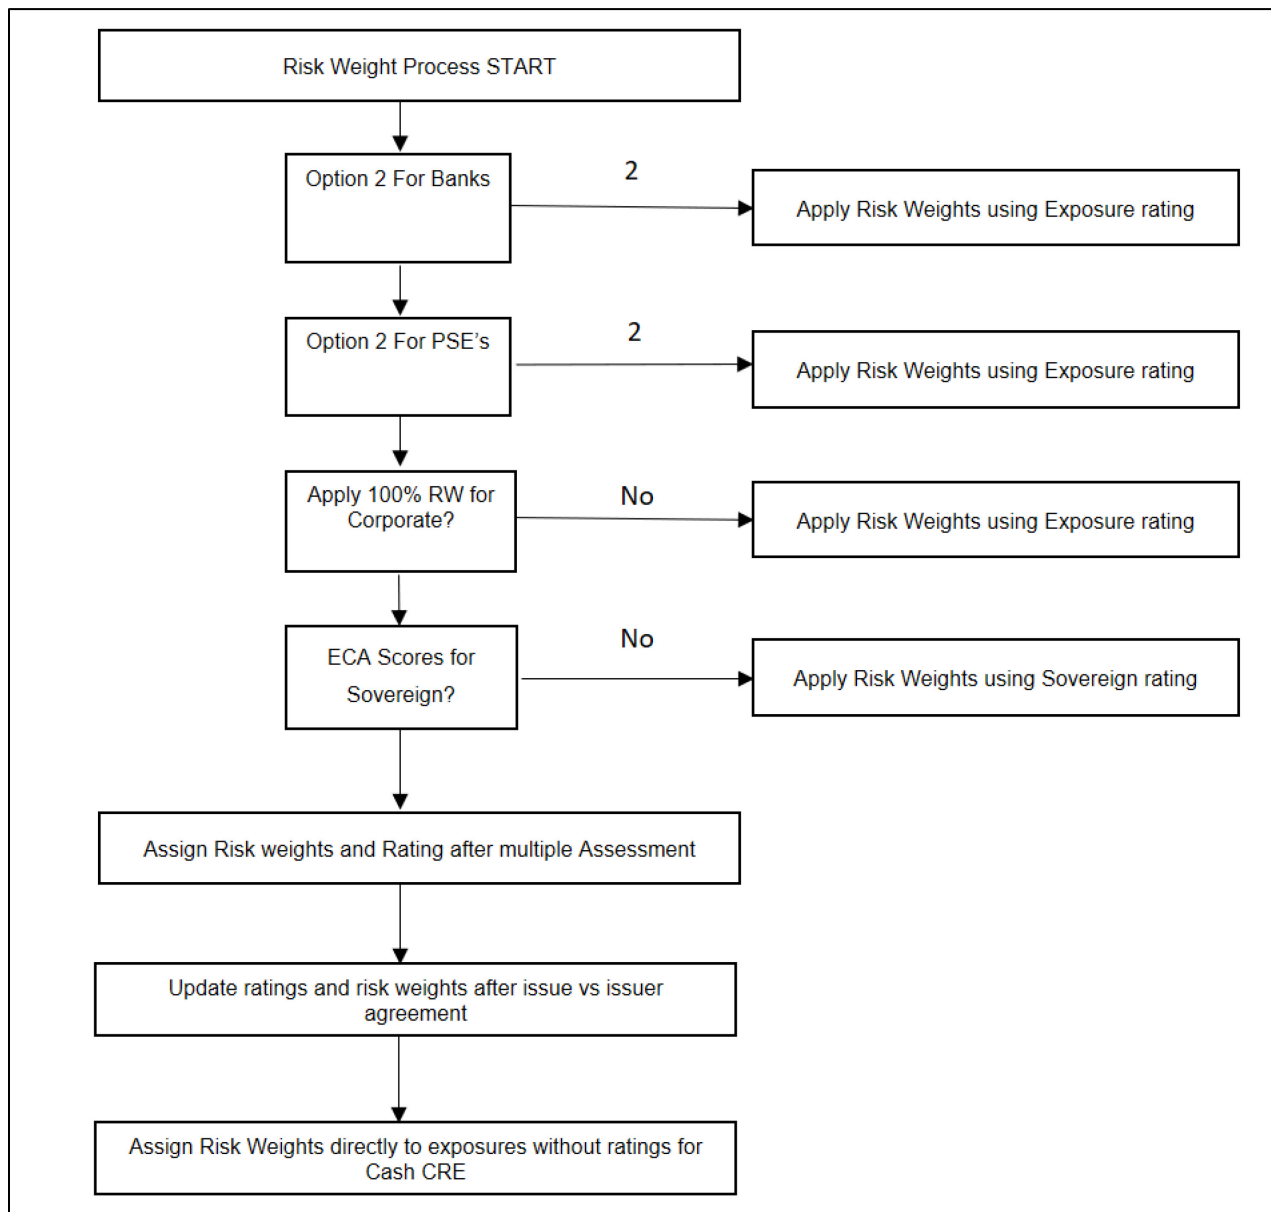 Risk Weight Process START
Option 2 For Banks
2
Apply Risk Weights using Exposure rating
Option 2 For PSE's
2
Apply Risk Weights using Exposure rating
Apply 100% RW for
Corporate?
No
Apply Risk Weights using Exposure rating
ECA Scores for
Sovereign?
No
Apply Risk Weights using Sovereign rating
Assign Risk weights and Rating after multiple Assessment
Update ratings and risk weights after issue vs issuer
agreement
Assign Risk Weights directly to exposures without ratings for
Cash CRE